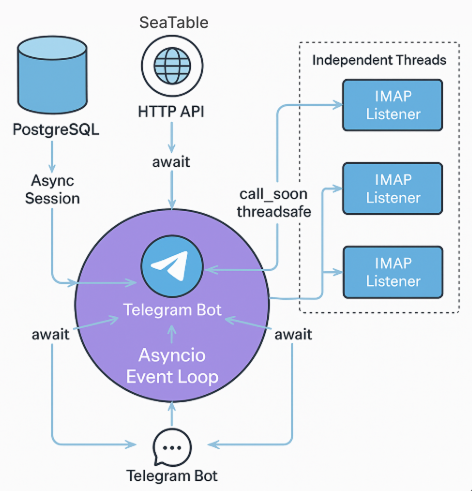 SeaTable
PostgreSQL
HTTP API
Independent Threads
IMAP
Listener
Async
Session
await
call_soon
threadsafe
IMAP
Listener
IMAP
Listener
Telegram Bot
await
await
Asyncio
Event Loop
Telegram Bot